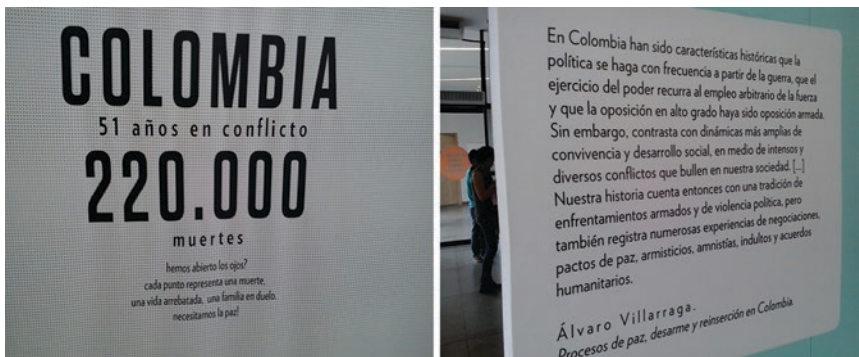 COLOMBIA
51 años en conflicto
220.000
muertes
hemos abierto los ojos?
cada punto representa una muerte,
una vida arrebatada, una familia en duelo.
necesitamos la paz!
En Colombia han sido características históricas que la
política se haga con frecuencia a partir de la guerra, que el
ejercicio del poder recurra al empleo arbitrario de la fuerza
y que la oposición en alto grado haya sido oposición armada.
Sin embargo, contrasta con dinámicas más amplias de
convivencia y desarrollo social, en medio de intensos y
diversos conflictos que bullen en nuestra sociedad. [...]
Nuestra historia cuenta entonces con una tradición de
enfrentamientos armados y de violencia política, pero
también registra numerosas experiencias de negociaciones,
pactos de paz, armisticios, amnistías, indultos y acuerdos
humanitarios.
Álvaro Villarraga.
Procesos de paz, desarme y reinserción en Colombia.